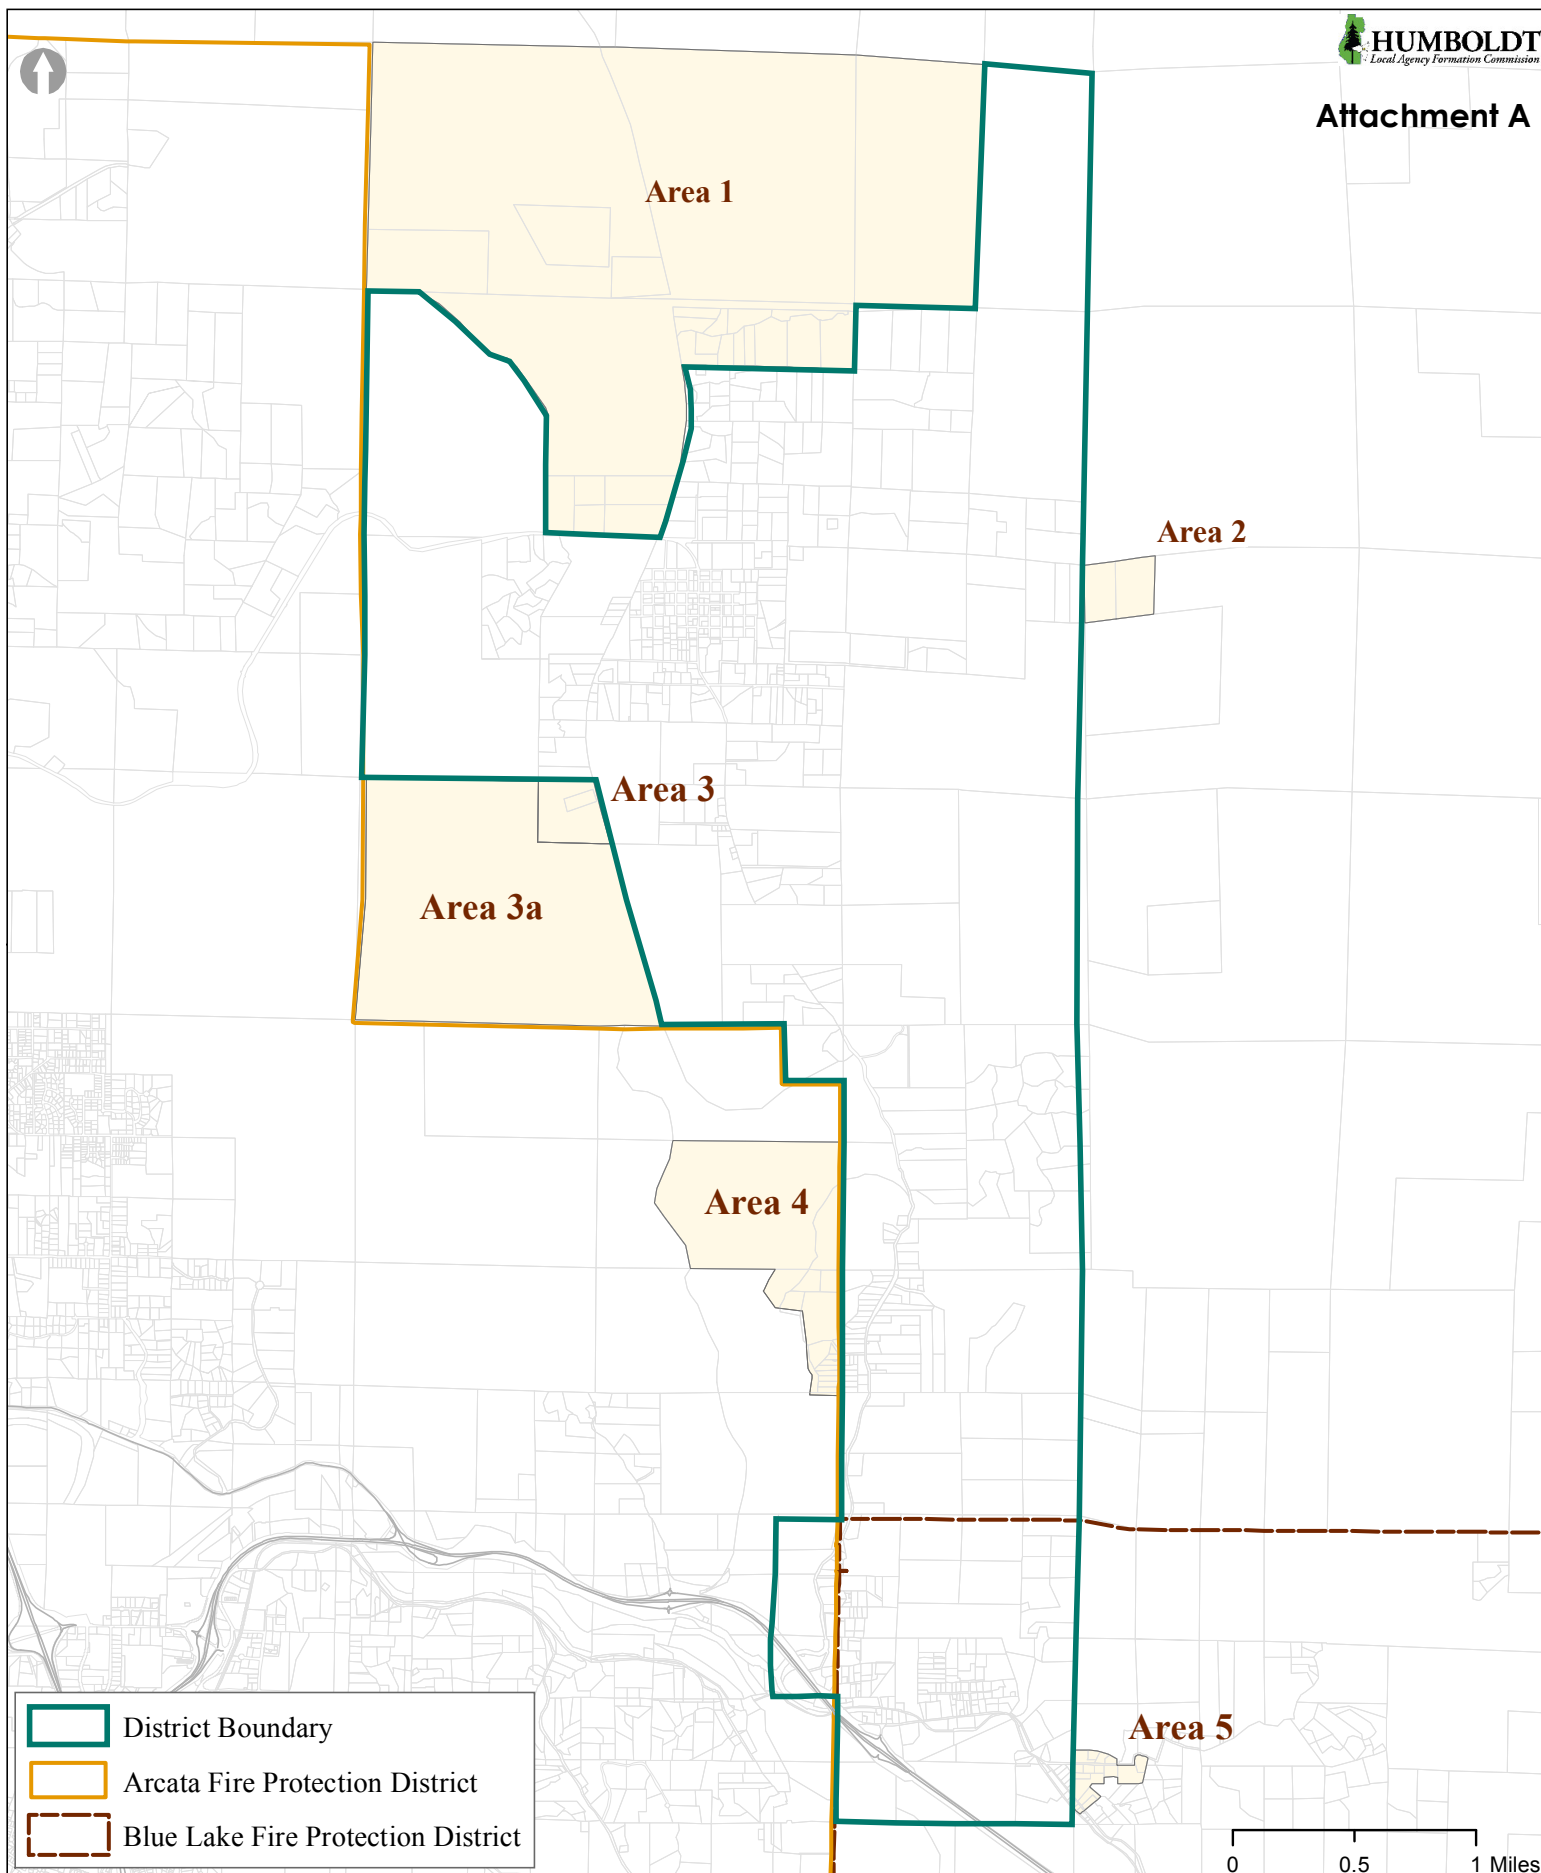 HUMBOLDT
Local Agency Formation Commission
Attachment A
Area 1
Area 2
Area 3
Area 3a
Area 4
Area 5
District Boundary
Arcata Fire Protection District
Blue Lake Fire Protection District
0 0.5 1 Miles